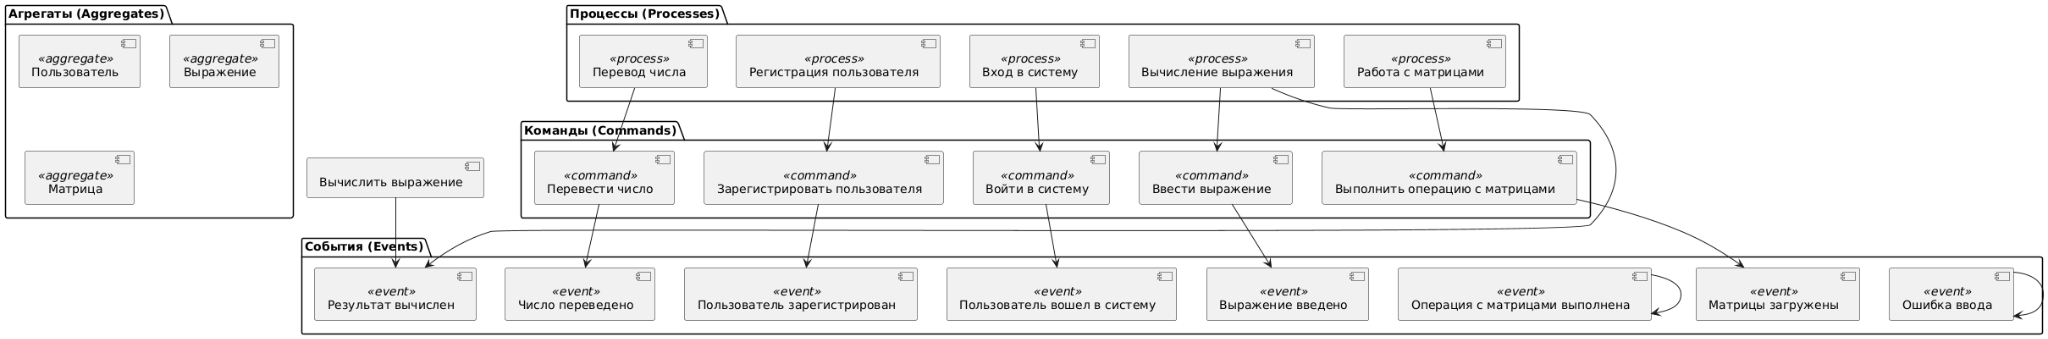 Агрегаты (Aggregates)
«aggregate»
Пользователь
«aggregate»
Выражение
«aggregate»
Матрица
Процессы (Processes)
«process»
Перевод числа
«process»
Регистрация пользователя
«process»
Вход в систему
«process»
Вычисление выражения
«process»
Работа с матрицами
Команды (Commands)
«command»
Перевести число
«command»
Зарегистрировать пользователя
«command»
Войти в систему
«command»
Ввести выражение
«command»
Выполнить операцию с матрицами
Вычислить выражение
События (Events)
«event»
Результат вычислен
«event»
Число переведено
«event»
Пользователь зарегистрирован
«event»
Пользователь вошел в систему
«event»
Выражение введено
«event»
Операция с матрицами выполнена
«event»
Матрицы загружены
«event»
Ошибка ввода